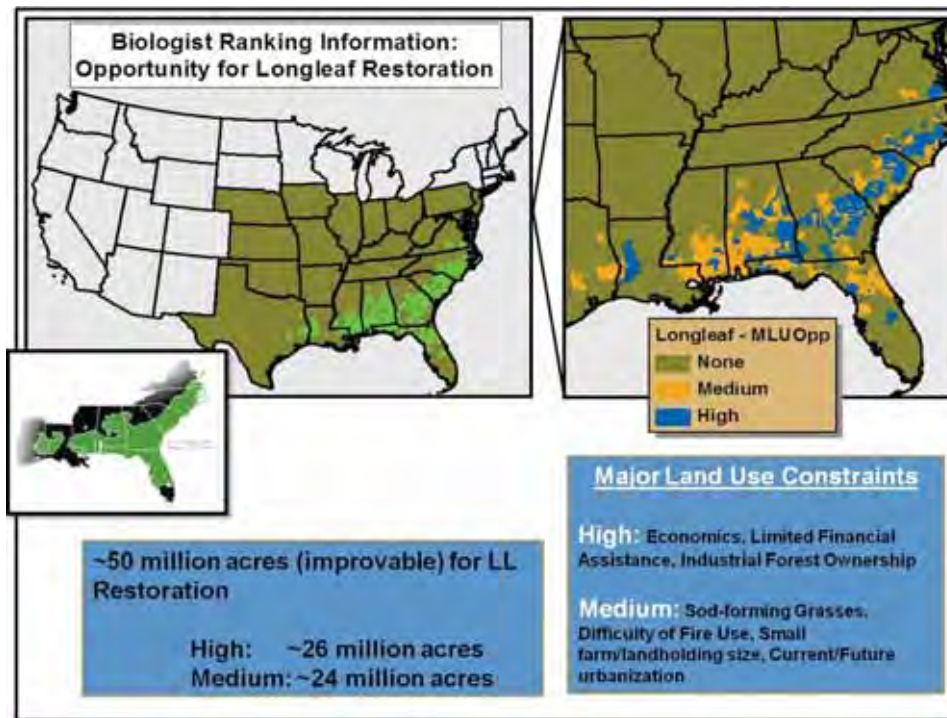 Biologist Ranking Information:
Opportunity for Longleaf Restoration
Longleaf - MLUOpp
None
Medium
High
~50 million acres (improvable) for LL
Restoration
High: ~26 million acres
Medium: ~24 million acres
Major Land Use Constraints
High: Economics, Limited Financial
Assistance, Industrial Forest Ownership
Medium: Sod-forming Grasses,
Difficulty of Fire Use, Small
farm/landholding size, Current/Future
urbanization